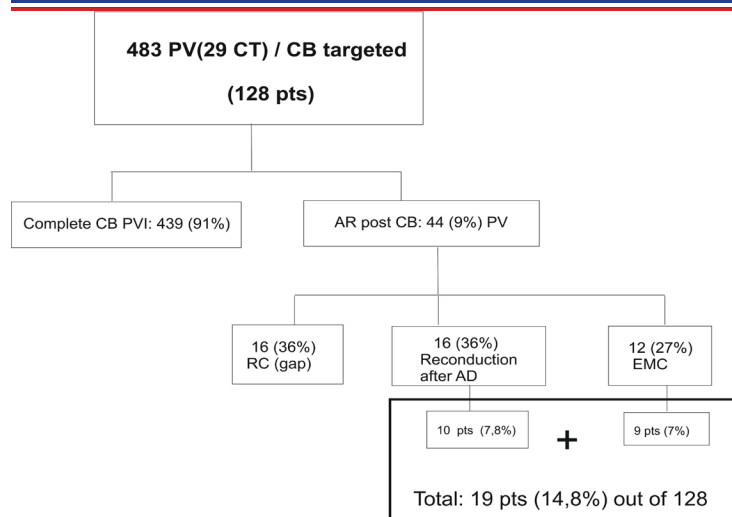 483 PV(29 CT) / CB targeted
(128 pts)
Complete CB PVI: 439 (91%)
AR post CB: 44 (9%) PV
16 (36%)
RC (gap)
16 (36%)
Reconduction
after AD
12 (27%)
EMC
10 pts (7,8%)
+
9 pts (7%)
Total: 19 pts (14,8%) out of 128